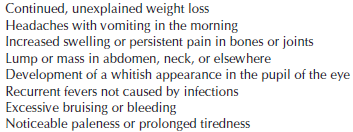 Continued, unexplained weight loss
Headaches with vomiting in the morning
Increased swelling or persistent pain in bones or joints
Lump or mass in abdomen, neck, or elsewhere
Development of a whitish appearance in the pupil of the eye
Recurrent fevers not caused by infections
Excessive bruising or bleeding
Noticeable paleness or prolonged tiredness